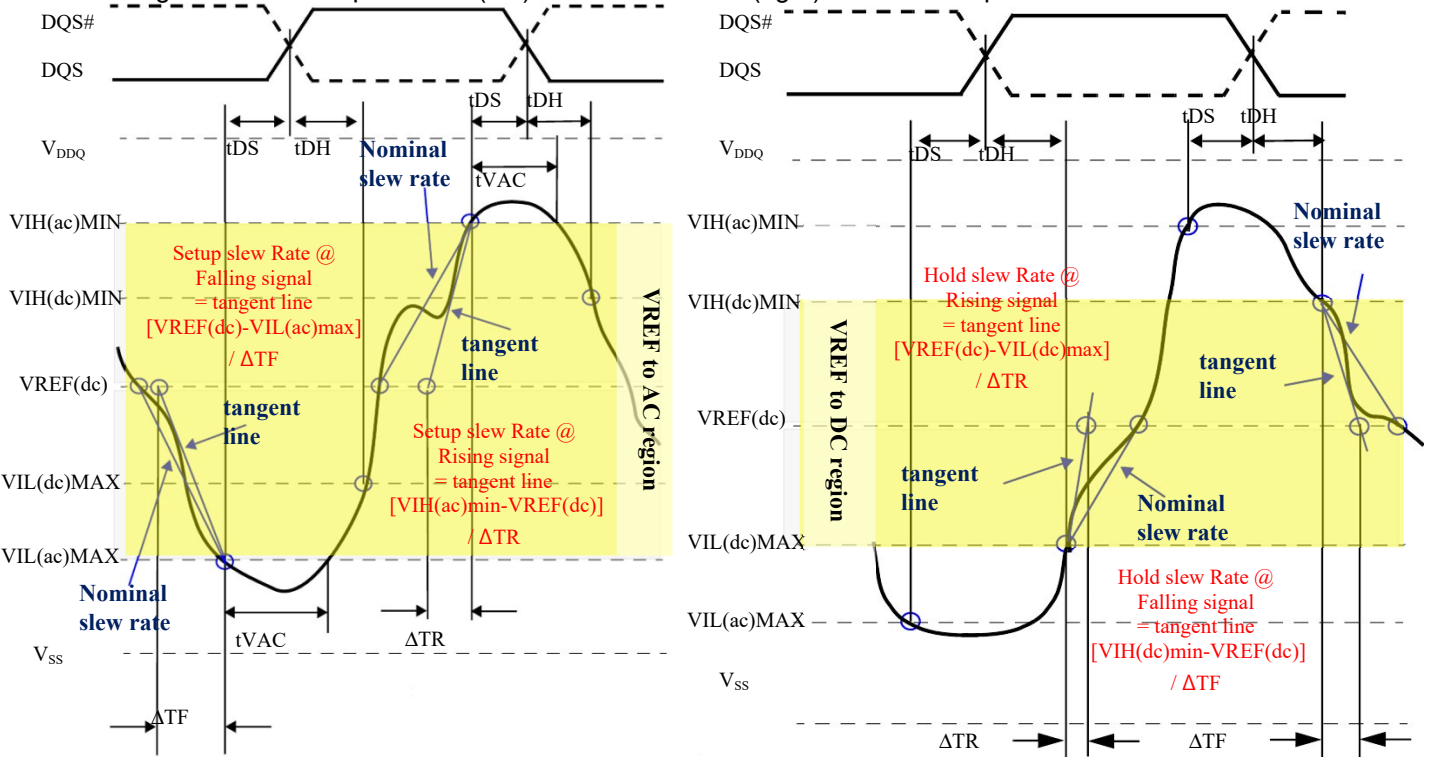 DQS#
DQS
tDS
tDH
V_DDQ
tDS
tDH
Nominal
slew rate
tVAC
VIH(ac)MIN
Setup slew Rate @
Falling signal
= tangent line
[VREF(dc)-VIL(ac)max]
/ ΔTF
VIH(dc)MIN
tangent
line
VREF to AC region
VREF(dc)
tangent
line
Setup slew Rate @
Rising signal
= tangent line
[VIH(ac)min-VREF(dc)]
/ ΔTR
VIL(dc)MAX
VIL(ac)MAX
Nominal
slew rate
tVAC
ΔTR
V_SS
ΔTF
DQS#
DQS
tDS
tDH
V_DDQ
tDS
tDH
VIH(ac)MIN
Nominal
slew rate
Hold slew Rate @
Rising signal
= tangent line
[VREF(dc)-VIL(dc)max]
/ ΔTR
VIH(dc)MIN
VREF to DC region
tangent
line
VREF(dc)
tangent
line
Nominal
slew rate
VIL(dc)MAX
Hold slew Rate @
Falling signal
= tangent line
[VIH(dc)min-VREF(dc)]
/ ΔTF
VIL(ac)MAX
V_SS
ΔTR
ΔTF